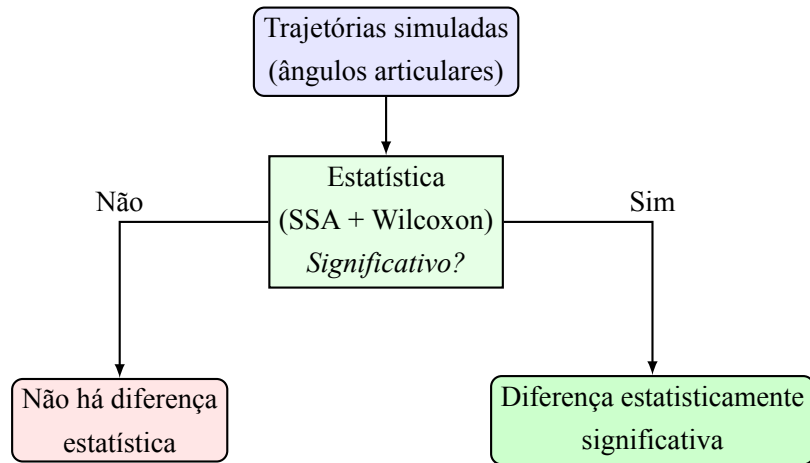 Trajetórias simuladas
(ângulos articulares)
Estatística
(SSA + Wilcoxon)
Significativo?
Não
Sim
Não há diferença
estatística
Diferença estatisticamente
significativa